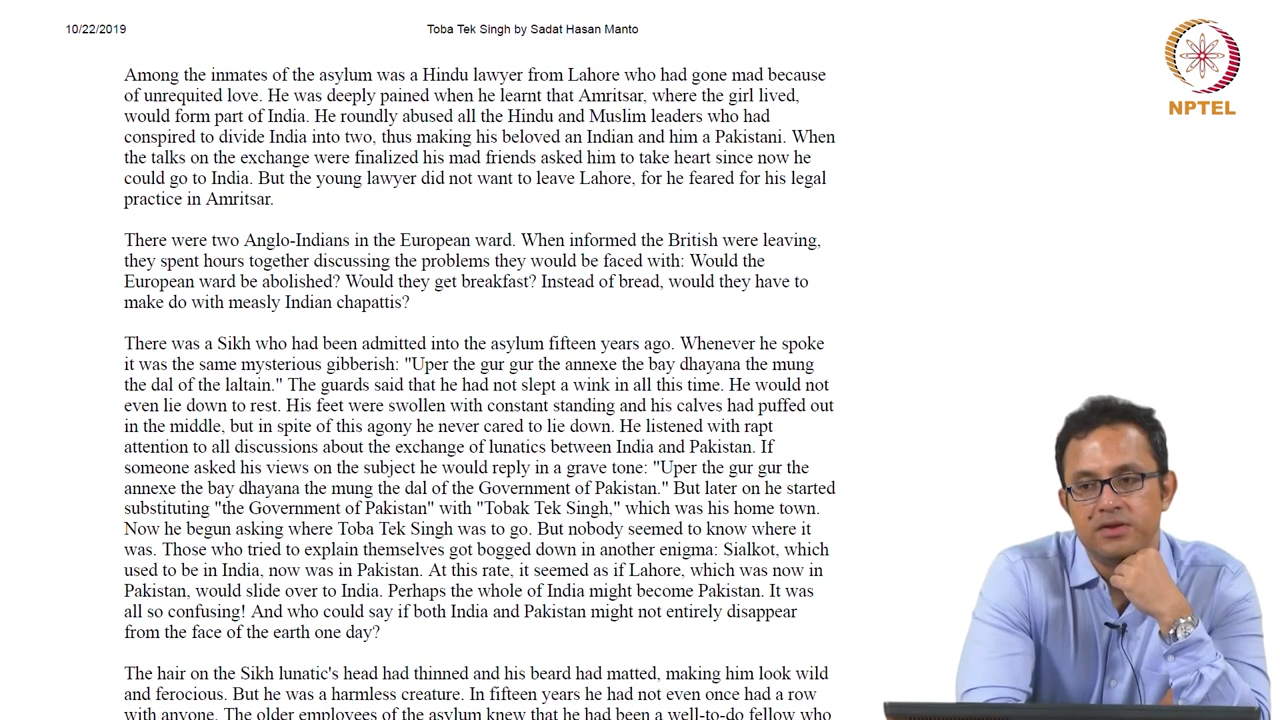 10/22/2019
Toba Tek Singh by Sadat Hasan Manto
NPTEL
Among the inmates of the asylum was a Hindu lawyer from Lahore who had gone mad because
of unrequited love. He was deeply pained when he learnt that Amritsar, where the girl lived,
would form part of India. He roundly abused all the Hindu and Muslim leaders who had
conspired to divide India into two, thus making his beloved an Indian and him a Pakistani. When
the talks on the exchange were finalized his mad friends asked him to take heart since now he
could go to India. But the young lawyer did not want to leave Lahore, for he feared for his legal
practice in Amritsar.
There were two Anglo-Indians in the European ward. When informed the British were leaving,
they spent hours together discussing the problems they would be faced with: Would the
European ward be abolished? Would they get breakfast? Instead of bread, would they have to
make do with measly Indian chapattis?
There was a Sikh who had been admitted into the asylum fifteen years ago. Whenever he spoke
it was the same mysterious gibberish: "Uper the gur gur the annexe the bay dhayana the mung
the dal of the laltain." The guards said that he had not slept a wink in all this time. He would not
even lie down to rest. His feet were swollen with constant standing and his calves had puffed out
in the middle, but in spite of this agony he never cared to lie down. He listened with rapt
attention to all discussions about the exchange of lunatics between India and Pakistan. If
someone asked his views on the subject he would reply in a grave tone: "Uper the gur gur the
annexe the bay dhayana the mung the dal of the Government of Pakistan." But later on he started
substituting "the Government of Pakistan" with "Tobak Tek Singh," which was his home town.
Now he begun asking where Toba Tek Singh was to go. But nobody seemed to know where it
was. Those who tried to explain themselves got bogged down in another enigma: Sialkot, which
used to be in India, now was in Pakistan. At this rate, it seemed as if Lahore, which was now in
Pakistan, would slide over to India. Perhaps the whole of India might become Pakistan. It was
all so confusing! And who could say if both India and Pakistan might not entirely disappear
from the face of the earth one day?
The hair on the Sikh lunatic's head had thinned and his beard had matted, making him look wild
and ferocious. But he was a harmless creature. In fifteen years he had not even once had a row
with anyone. The older employees of the asylum knew that he had been a well-to-do fellow who